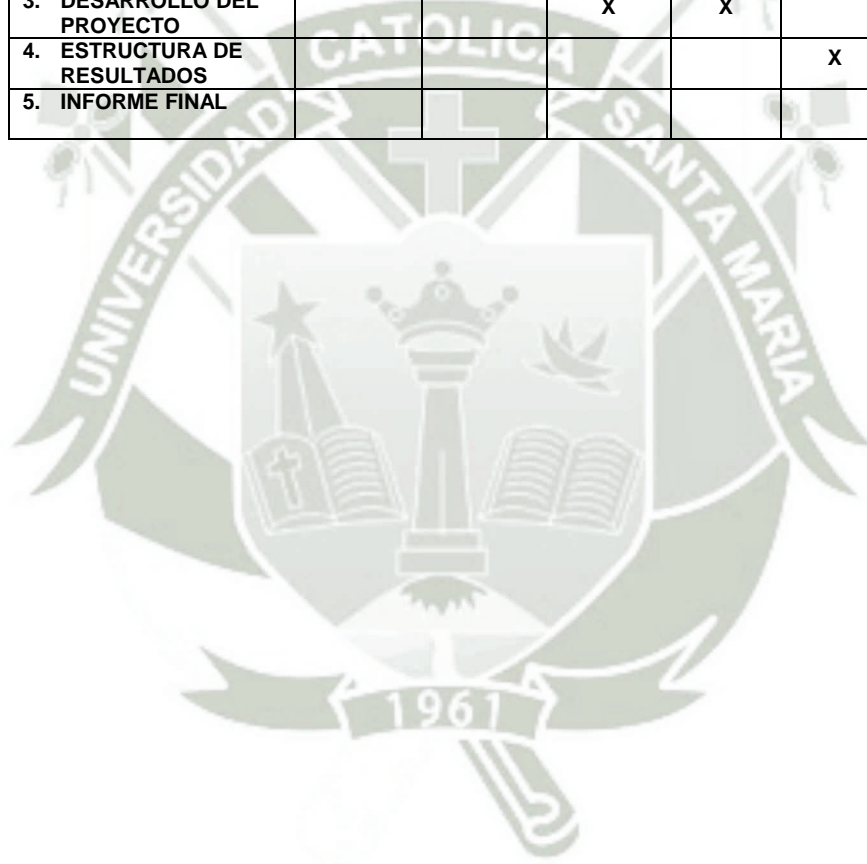 3. DESARROLLO DEL X X
PROYECTO
4. ESTRUCTURA DE X
RESULTADOS
5. INFORME FINAL
UNIVERSIDAD CATOLICA SANTA MARIA
1961